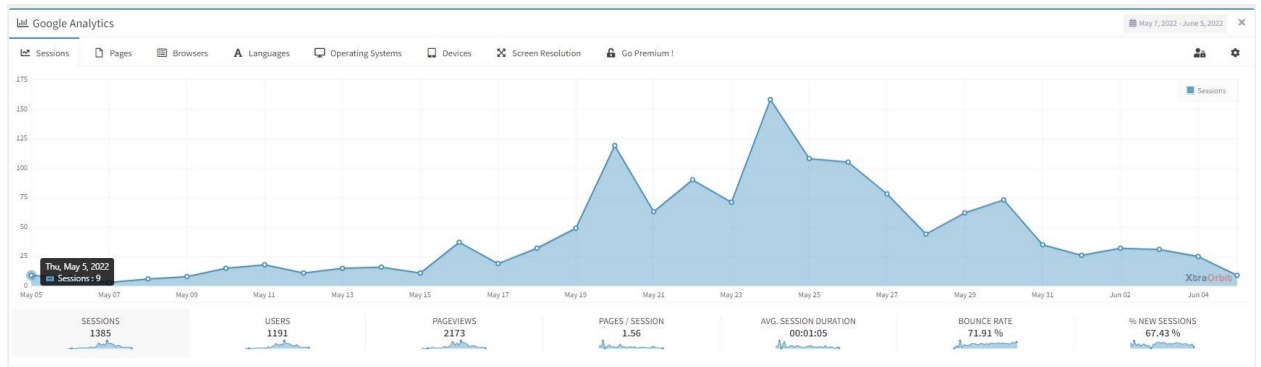 Google Analytics
May 7, 2022 - June 5, 2022 ×
Sessions Pages Browsers Languages Operating Systems Devices Screen Resolution Go Premium !
175
Sessions
150
125
100
75
50
25
Thu, May 5, 2022
Sessions : 9
0
XtraOrbit
May 05 May 07 May 09 May 11 May 13 May 15 May 17 May 19 May 21 May 23 May 25 May 27 May 29 May 31 Jun 02 Jun 04
SESSIONS USERS PAGEVIEWS PAGES / SESSION AVG. SESSION DURATION BOUNCE RATE % NEW SESSIONS
1385 1191 2173 1.56 00:01:05 71.91 % 67.43 %